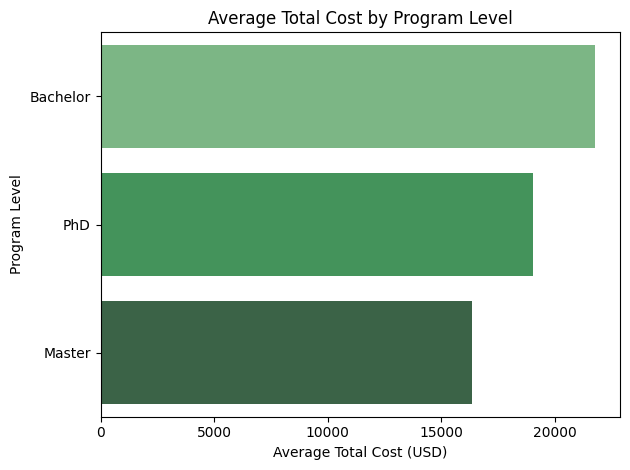 Average Total Cost by Program Level
Program Level
Bachelor
PhD
Master
0 5000 10000 15000 20000
Average Total Cost (USD)